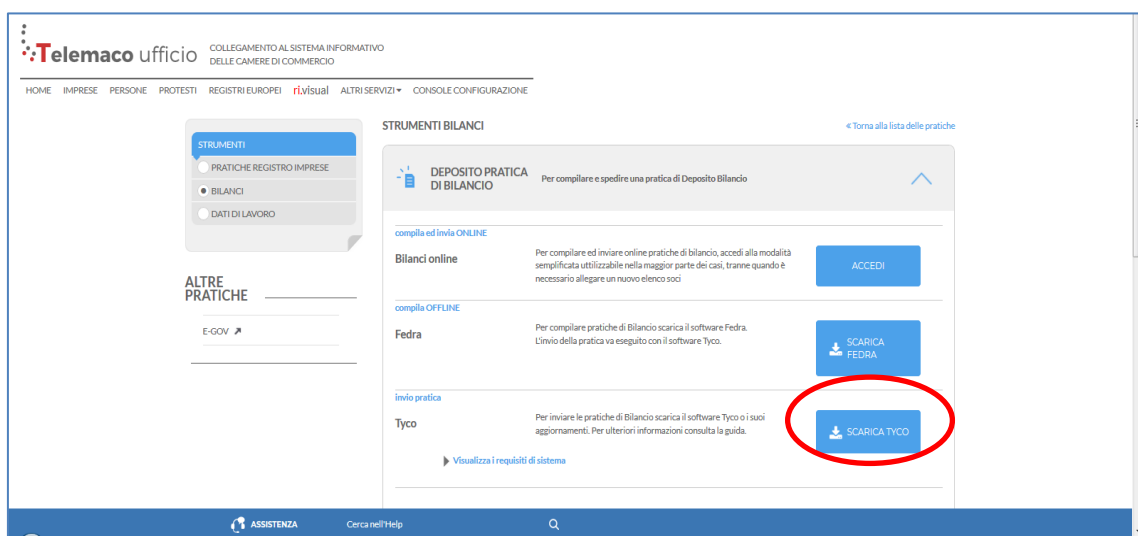 Telemaco ufficio
COLLEGAMENTO AL SISTEMA INFORMATIVO
DELLE CAMERE DI COMMERCIO
HOME IMPRESE PERSONE PROTESTI REGISTRI EUROPEI ri.visual ALTRI SERVIZI CONSOLE CONFIGURAZIONE
STRUMENTI
PRATICHE REGISTRO IMPRESE
BILANCI
DATI DI LAVORO
ALTRE
PRATICHE
E-GOV
STRUMENTI BILANCI
« Torna alla lista delle pratiche
DEPOSITO PRATICA
DI BILANCIO
Per compilare e spedire una pratica di Deposito Bilancio
compila ed invia ONLINE
Bilanci online
Per compilare ed inviare online pratiche di bilancio, accedi alla modalità
semplificata uttilizzabile nella maggior parte dei casi, tranne quando è
necessario allegare un nuovo elenco soci
ACCEDI
compila OFFLINE
Fedra
Per compilare pratiche di Bilancio scarica il software Fedra.
L'invio della pratica va eseguito con il software Tyco.
SCARICA
FEDRA
invio pratica
Tyco
Per inviare le pratiche di Bilancio scarica il software Tyco o i suoi
aggiornamenti. Per ulteriori informazioni consulta la guida.
SCARICA TYCO
Visualizza i requisiti di sistema
ASSISTENZA
Cerca nell'Help